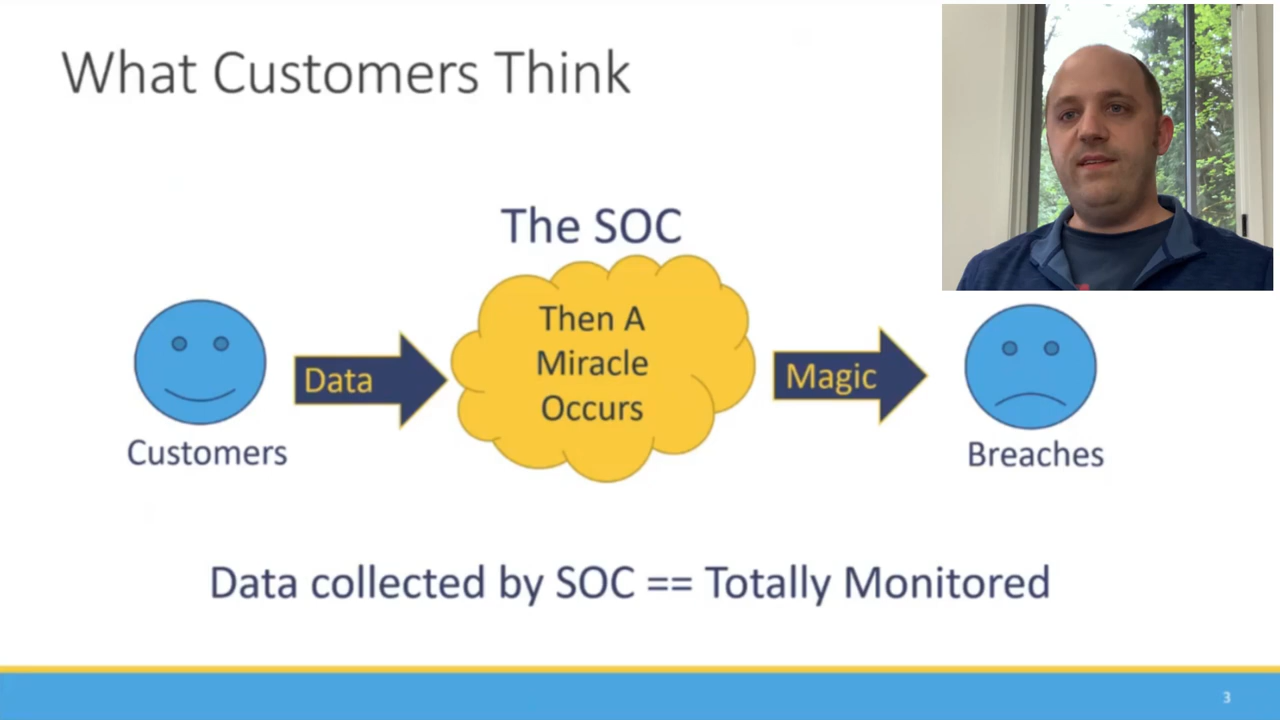 What Customers Think
The SOC
Then A
Miracle
Occurs
Data
Magic
Customers
Breaches
Data collected by SOC == Totally Monitored
3